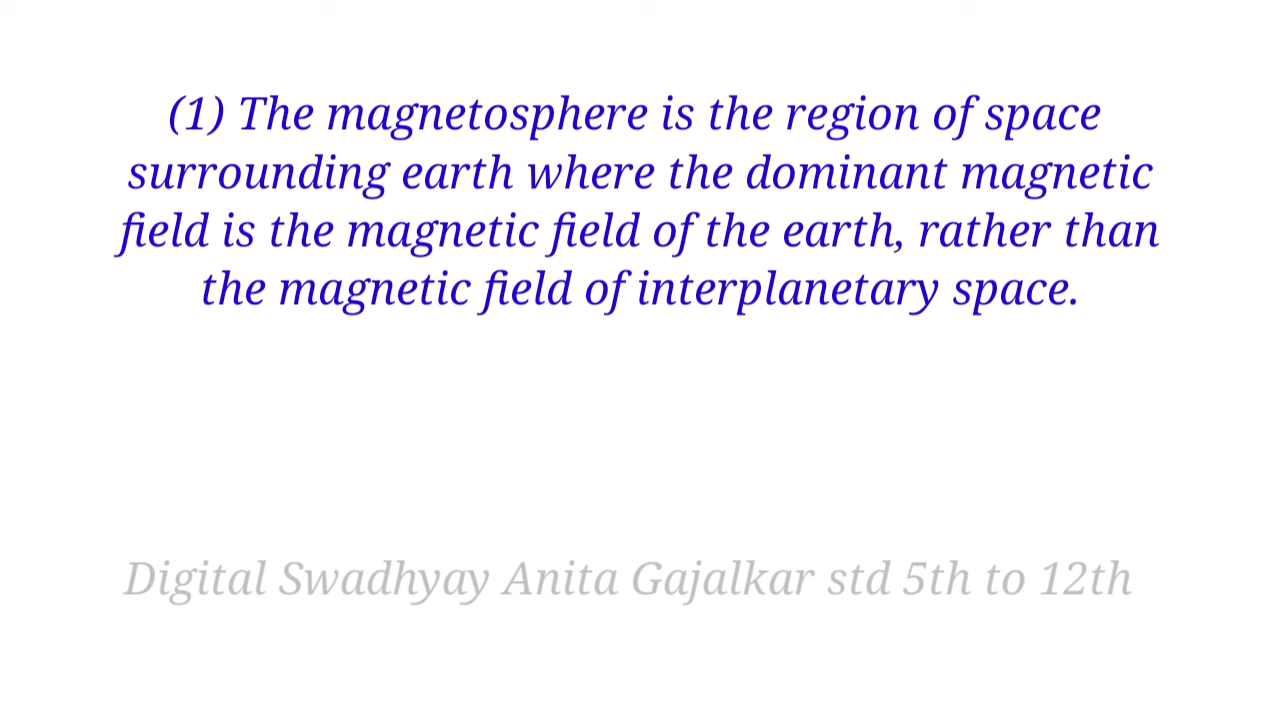 (1) The magnetosphere is the region of space
surrounding earth where the dominant magnetic
field is the magnetic field of the earth, rather than
the magnetic field of interplanetary space.
Digital Swadhyay Anita Gajalkar std 5th to 12th